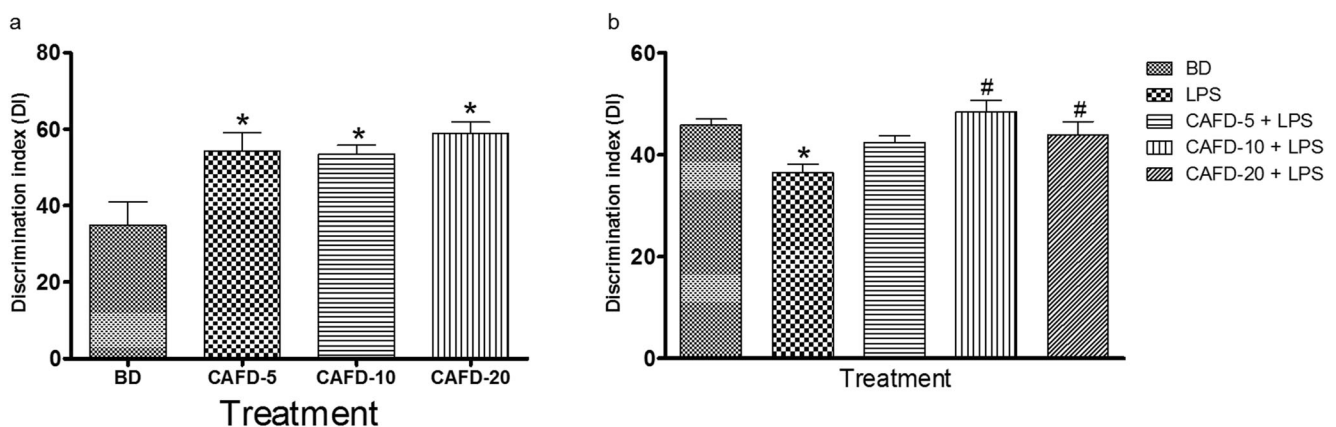 a
Discrimination index (DI)
80
60
40
20
0
*
*
*
BD
CAFD-5
CAFD-10
CAFD-20
Treatment
b
Discrimination index (DI)
60
40
20
0
*
#
#
Treatment
BD
LPS
CAFD-5 + LPS
CAFD-10 + LPS
CAFD-20 + LPS